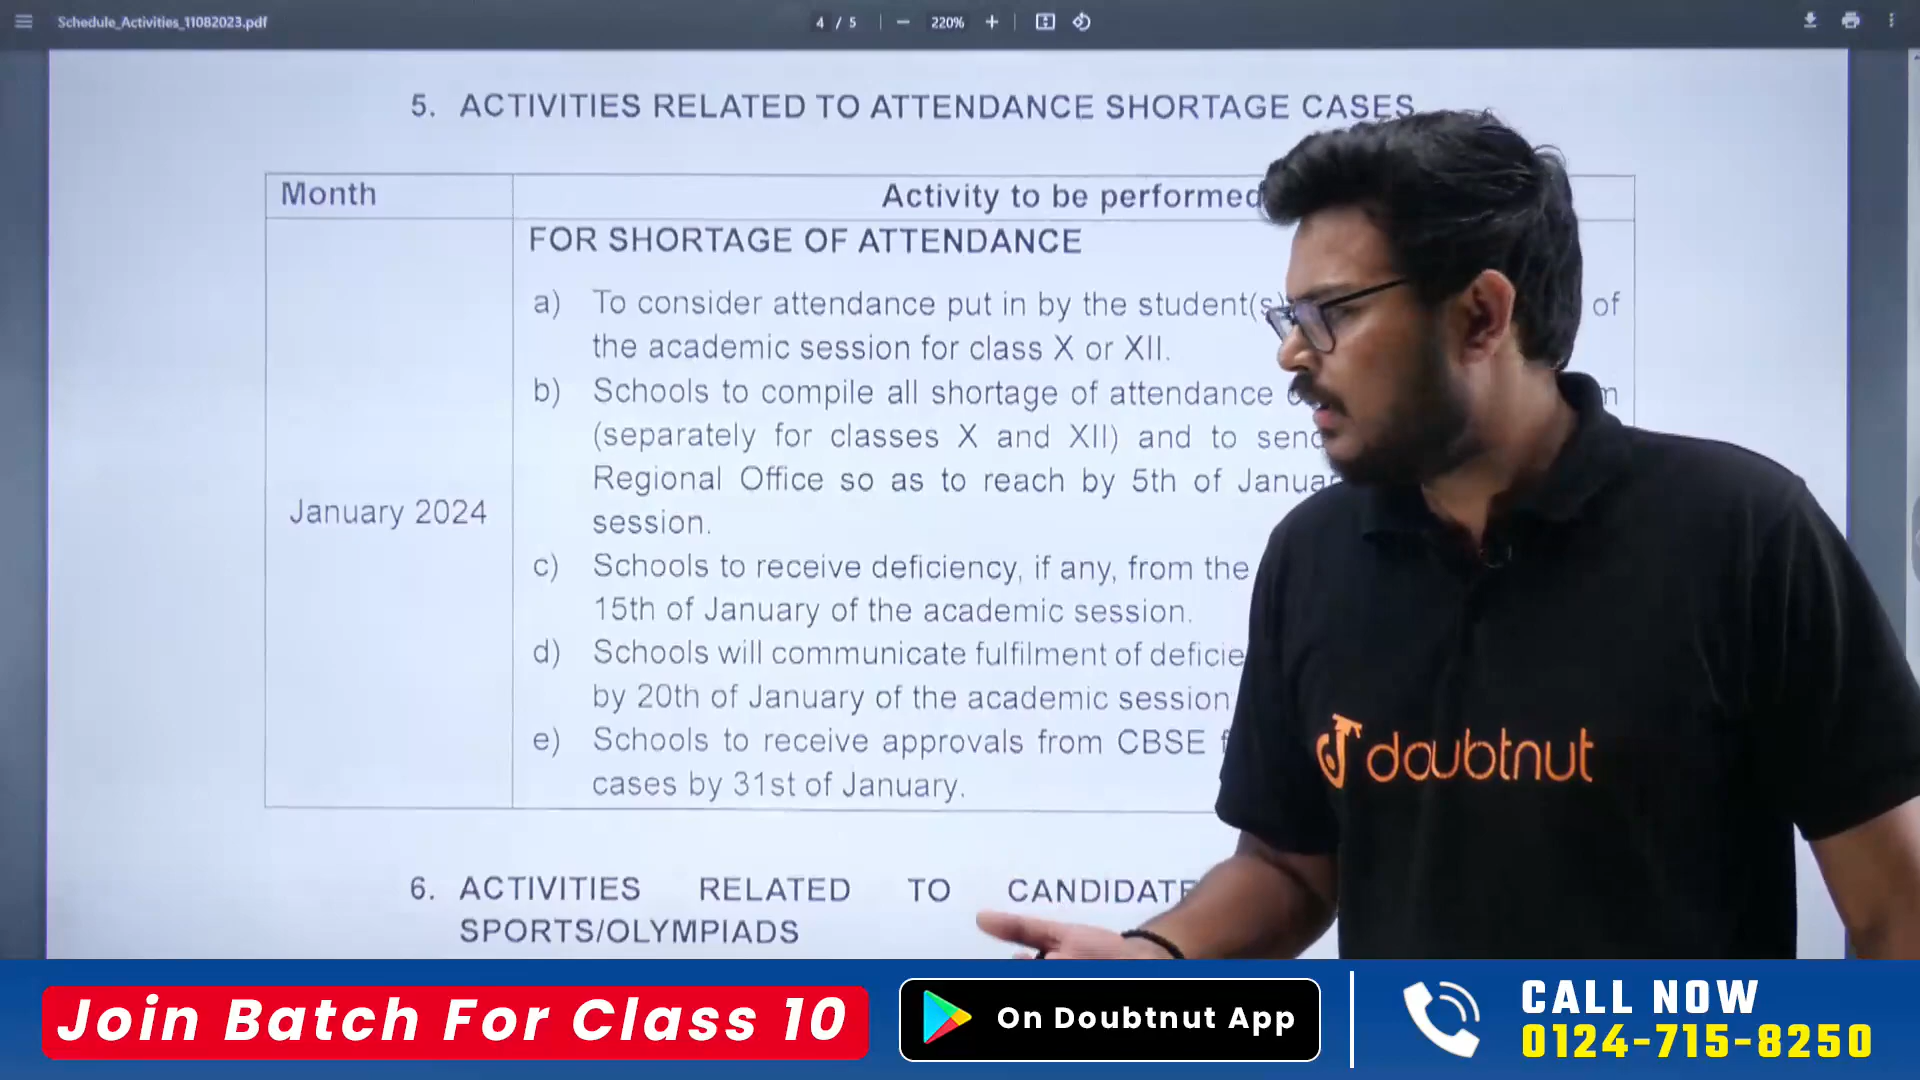 Schedule_Activities_11082023.pdf
4 / 5
220%
5. ACTIVITIES RELATED TO ATTENDANCE SHORTAGE CASES
Month
Activity to be performed
FOR SHORTAGE OF ATTENDANCE
a) To consider attendance put in by the student(s) of
the academic session for class X or XII.
b) Schools to compile all shortage of attendance
(separately for classes X and XII) and to send
Regional Office so as to reach by 5th of
session.
January 2024
c) Schools to receive deficiency, if any, from the
15th of January of the academic session.
d) Schools will communicate fulfilment of
by 20th of January of the academic session
e) Schools to receive approvals from CBSE
cases by 31st of January.
6. ACTIVITIES RELATED TO
SPORTS/OLYMPIADS
doubtnut
Join Batch For Class 10
On Doubtnut App
CALL NOW
0124-715-8250